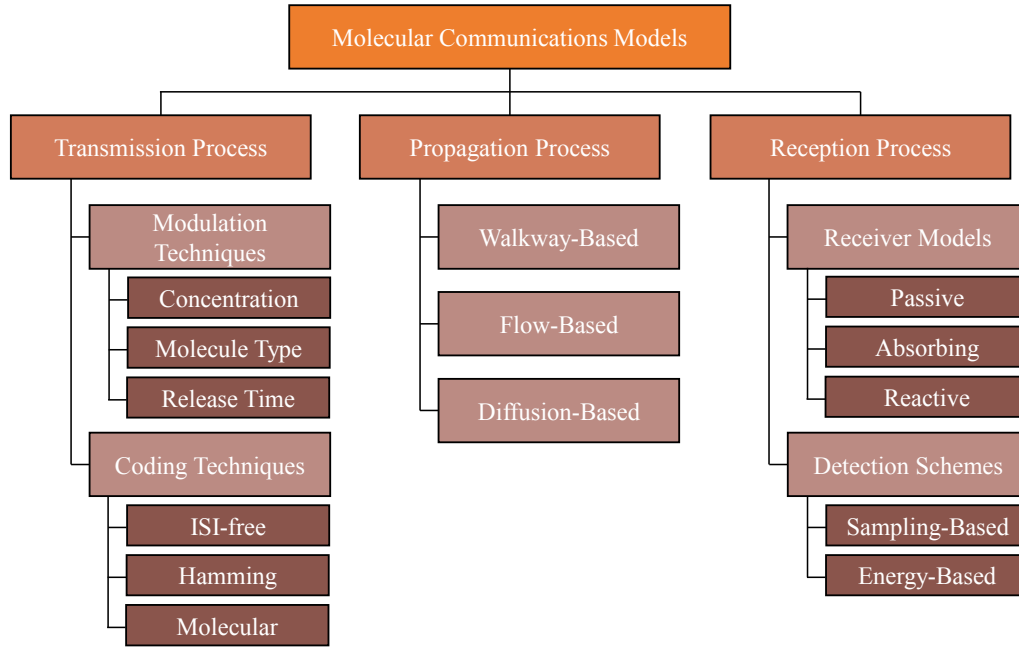 Molecular Communications Models
Transmission Process
Modulation
Techniques
Concentration
Molecule Type
Release Time
Coding Techniques
ISI-free
Hamming
Molecular
Propagation Process
Walkway-Based
Flow-Based
Diffusion-Based
Reception Process
Receiver Models
Passive
Absorbing
Reactive
Detection Schemes
Sampling-Based
Energy-Based